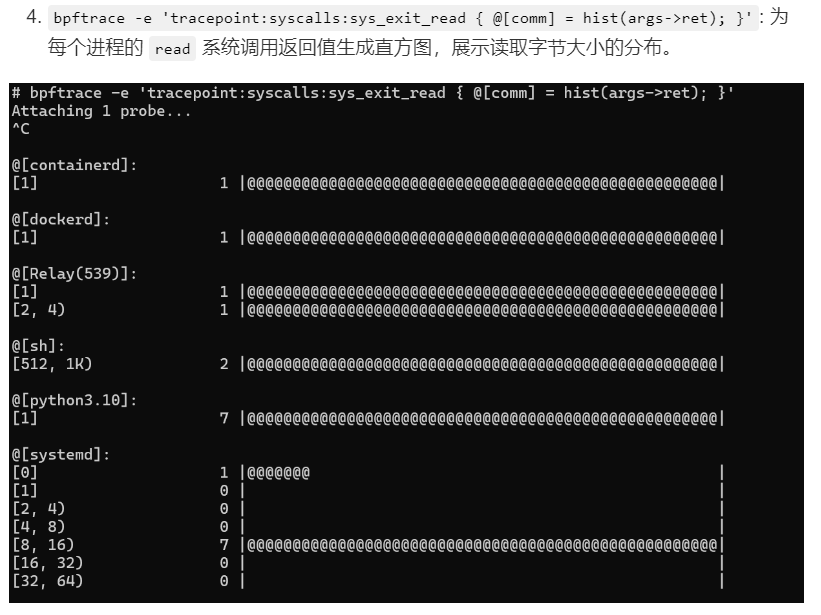 4. bpftrace -e 'tracepoint:syscalls:sys_exit_read { @[comm] = hist(args->ret); }': 为
每个进程的 read 系统调用返回值生成直方图，展示读取字节大小的分布。
# bpftrace -e 'tracepoint:syscalls:sys_exit_read { @[comm] = hist(args->ret); }'
Attaching 1 probe...
^C
@[containerd]:
[1]                    1 |@@@@@@@@@@@@@@@@@@@@@@@@@@@@@@@@@@@@@@@@@@@@@@@@@@@@|
@[dockerd]:
[1]                    1 |@@@@@@@@@@@@@@@@@@@@@@@@@@@@@@@@@@@@@@@@@@@@@@@@@@@@|
@[Relay(539)]:
[1]                    1 |@@@@@@@@@@@@@@@@@@@@@@@@@@@@@@@@@@@@@@@@@@@@@@@@@@@@|
[2, 4)                 1 |@@@@@@@@@@@@@@@@@@@@@@@@@@@@@@@@@@@@@@@@@@@@@@@@@@@@|
@[sh]:
[512, 1K)              2 |@@@@@@@@@@@@@@@@@@@@@@@@@@@@@@@@@@@@@@@@@@@@@@@@@@@@|
@[python3.10]:
[1]                    7 |@@@@@@@@@@@@@@@@@@@@@@@@@@@@@@@@@@@@@@@@@@@@@@@@@@@@|
@[systemd]:
[0]                    1 |@@@@@@@                                             |
[1]                    0 |                                                    |
[2, 4)                 0 |                                                    |
[4, 8)                 0 |                                                    |
[8, 16)                7 |@@@@@@@@@@@@@@@@@@@@@@@@@@@@@@@@@@@@@@@@@@@@@@@@@@@@|
[16, 32)               0 |                                                    |
[32, 64)               0 |                                                    |